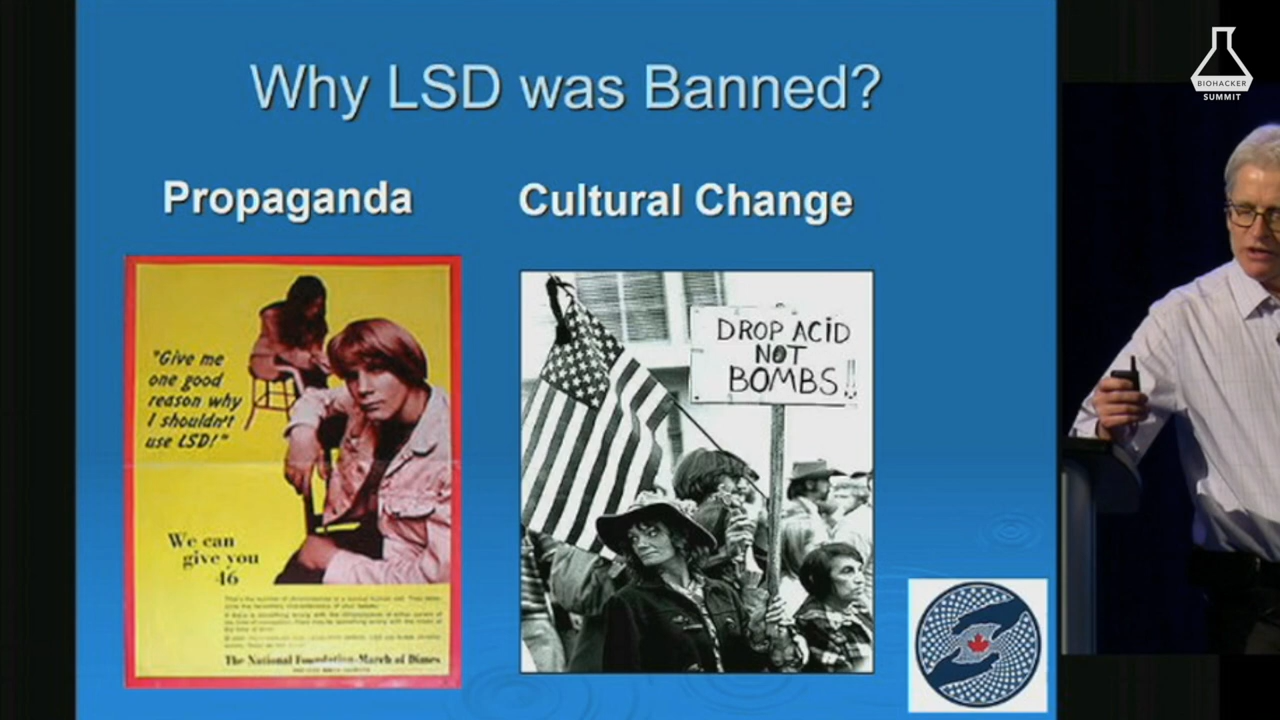 Why LSD was Banned?
Propaganda
Cultural Change
"Give me
one good
reason why
I shouldn't
use LSD!"
We can
give you
46
The National Foundation-March of Dimes
DROP ACiD
NOT
BOMBS!!
BIOHACKER
SUMMIT